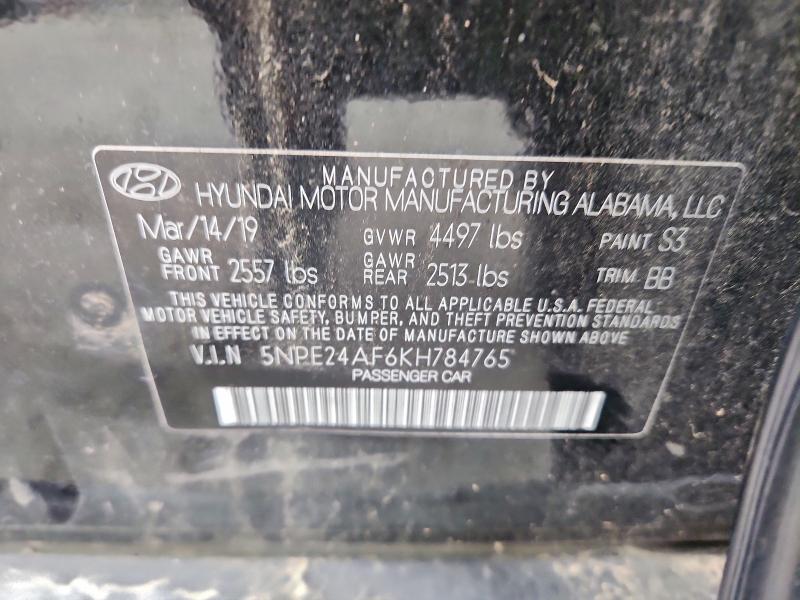 MANUFACTURED BY
HYUNDAI MOTOR MANUFACTURING ALABAMA, LLC
Mar/14/19 GVWR 4497 lbs PAINT S3
GAWR FRONT 2557 lbs GAWR REAR 2513 lbs TRIM BB
THIS VEHICLE CONFORMS TO ALL APPLICABLE U.S.A. FEDERAL
MOTOR VEHICLE SAFETY, BUMPER, AND THEFT PREVENTION STANDARDS
IN EFFECT ON THE DATE OF MANUFACTURE SHOWN ABOVE
V.I.N 5NPE24AF6KH784765
PASSENGER CAR